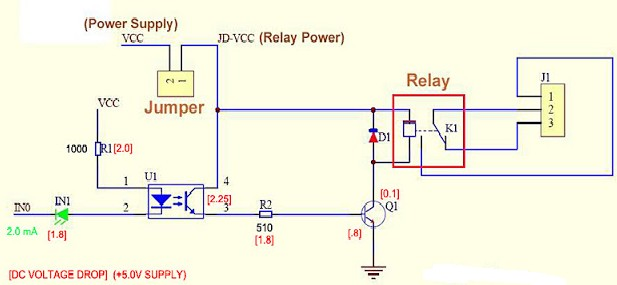 (Power Supply)
VCC
JD-VCC (Relay Power)
2 1
Jumper
Relay
J1
1
2
3
K1
VCC
1000 R1 [2.0]
D1
U1
1
4
[2.25]
2
3
IN0
IN1
2.0 mA
[1.8]
R2
510
[1.8]
[0.1]
Q1
[.8]
[DC VOLTAGE DROP] (+5.0V SUPPLY)